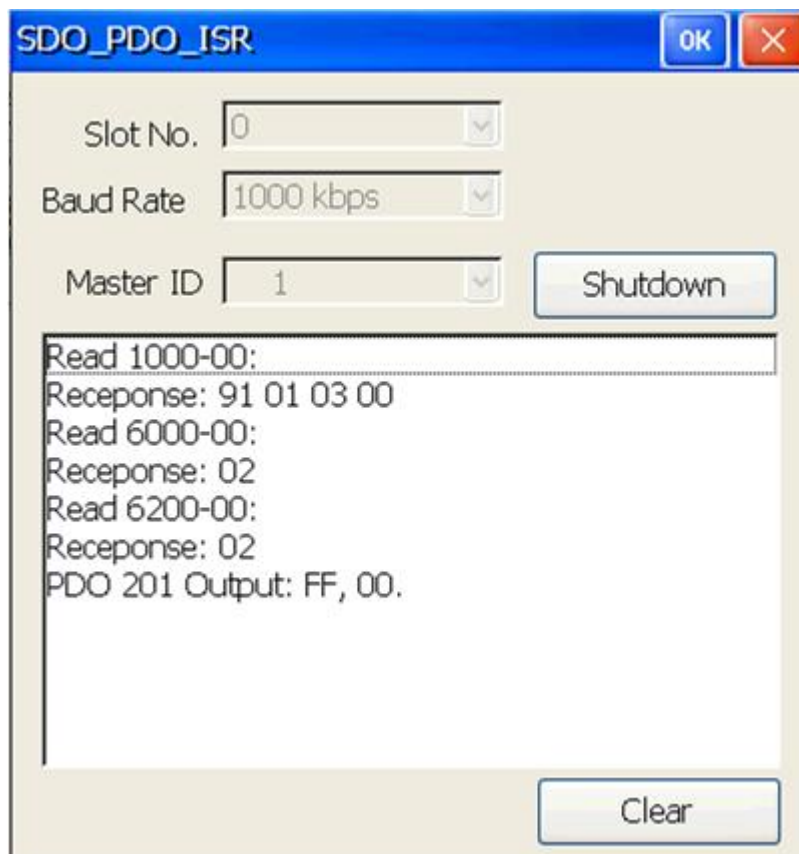 SDO_PDO_ISR OK
Slot No. 0
Baud Rate 1000 kbps
Master ID 1 Shutdown
Read 1000-00:
Receponse: 91 01 03 00
Read 6000-00:
Receponse: 02
Read 6200-00:
Receponse: 02
PDO 201 Output: FF, 00.
Clear